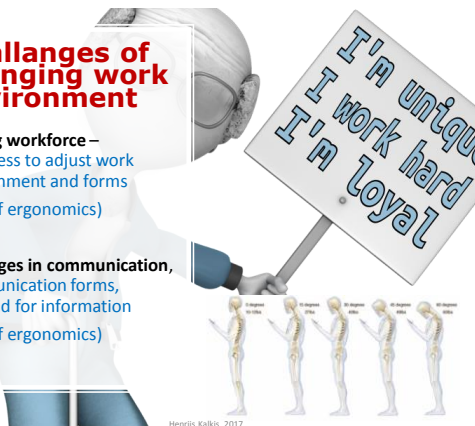 allanges of
nging work
ironment
g workforce –
ess to adjust work
nment and forms
f ergonomics)
ges in communication,
unication forms,
d for information
f ergonomics)
I'm unique
I work hard
I'm loyal
Henrijs Kalkis, 2017